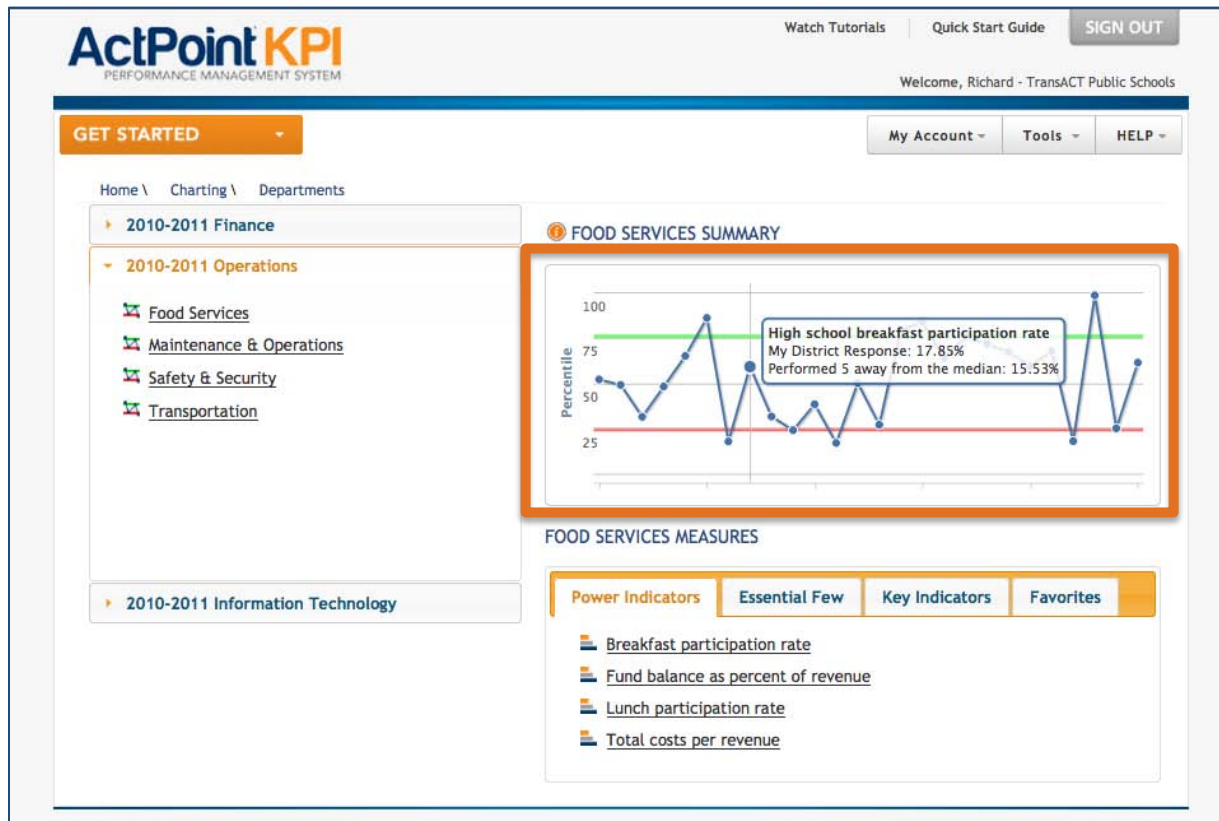 ActPoint KPI
PERFORMANCE MANAGEMENT SYSTEM
Watch Tutorials
Quick Start Guide
SIGN OUT
Welcome, Richard - TransACT Public Schools
GET STARTED
My Account
Tools
HELP
Home \ Charting \ Departments
2010-2011 Finance
2010-2011 Operations
Food Services
Maintenance & Operations
Safety & Security
Transportation
2010-2011 Information Technology
FOOD SERVICES SUMMARY
Percentile
100
75
50
25
High school breakfast participation rate
My District Response: 17.85%
Performed 5 away from the median: 15.53%
FOOD SERVICES MEASURES
Power Indicators
Essential Few
Key Indicators
Favorites
Breakfast participation rate
Fund balance as percent of revenue
Lunch participation rate
Total costs per revenue